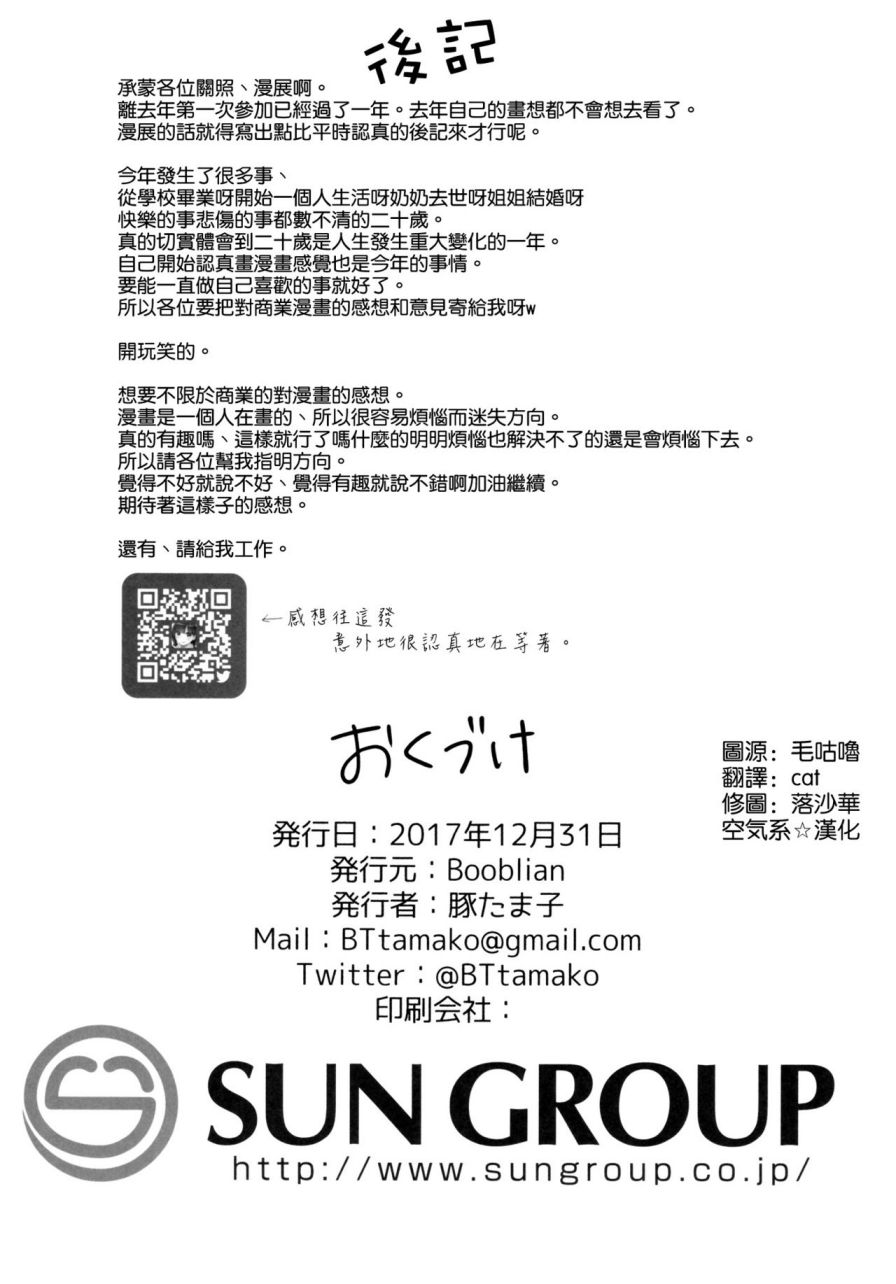 後記
承蒙各位關照、漫展啊。
離去年第一次參加已經過了一年。去年自己的畫想都不會想去看了。
漫展的話就得寫出點比平時認真的後記來才行呢。
今年發生了很多事、
從學校畢業呀開始一個人生活呀奶奶去世呀姐姐結婚呀
快樂的事悲傷的事都數不清的二十歲。
真的切實體會到二十歲是人生發生重大變化的一年。
自己開始認真畫漫畫感覺也是今年的事情。
要能一直做自己喜歡的事就好了。
所以各位要把對商業漫畫的感想和意見寄給我呀w
開玩笑的。
想要不限於商業的對漫畫的感想。
漫畫是一個人在畫的、所以很容易煩惱而迷失方向。
真的有趣嗎、這樣就行了嗎什麼的明明煩惱也解決不了的還是會煩惱下去。
所以請各位幫我指明方向。
覺得不好就說不好、覺得有趣就說不錯啊加油繼續。
期待著這樣子的感想。
還有、請給我工作。
←感想往這發
意外地很認真地在等著。
おくづけ
圖源: 毛咕嚕
翻譯: cat
修圖: 落沙華
空気系☆漢化
発行日：2017年12月31日
発行元：Booblian
発行者：豚たま子
Mail：BTtamako@gmail.com
Twitter：@BTtamako
印刷会社：
SUN GROUP
http://www.sungroup.co.jp/